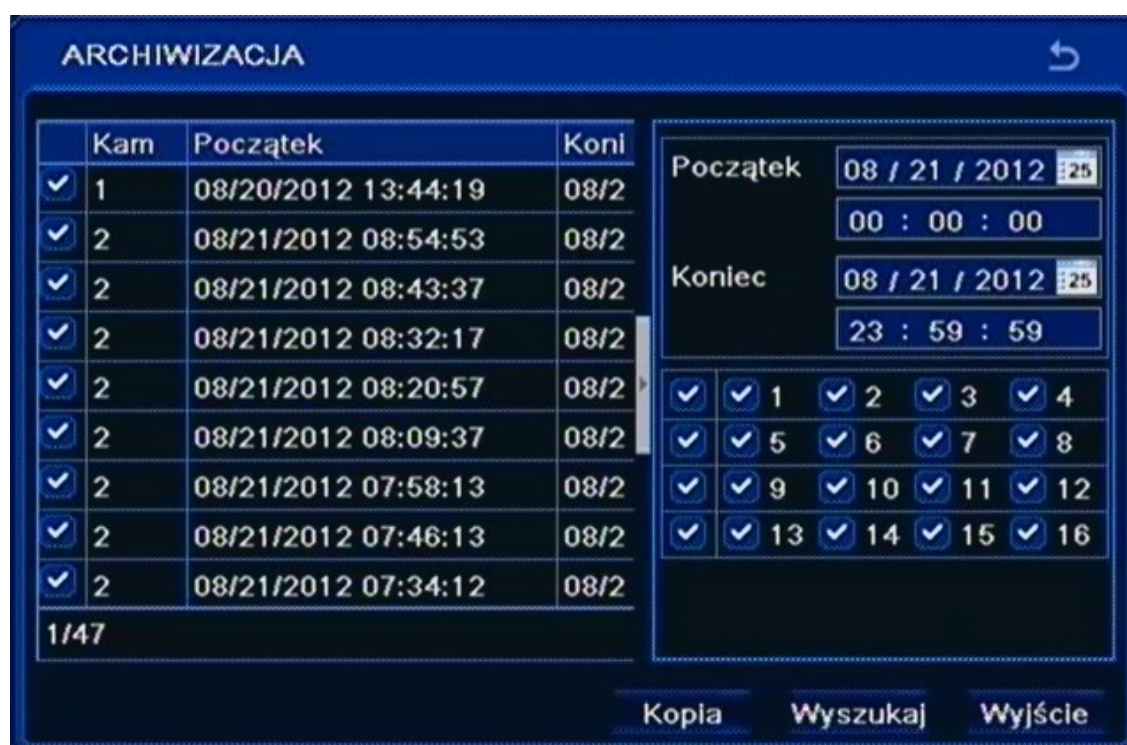 ARCHIWIZACJA
Kam Początek Koni
1 08/20/2012 13:44:19 08/2
2 08/21/2012 08:54:53 08/2
2 08/21/2012 08:43:37 08/2
2 08/21/2012 08:32:17 08/2
2 08/21/2012 08:20:57 08/2
2 08/21/2012 08:09:37 08/2
2 08/21/2012 07:58:13 08/2
2 08/21/2012 07:46:13 08/2
2 08/21/2012 07:34:12 08/2
1/47
Początek 08 / 21 / 2012 25
00 : 00 : 00
Koniec 08 / 21 / 2012 25
23 : 59 : 59
1 2 3 4
5 6 7 8
9 10 11 12
13 14 15 16
Kopia Wyszukaj Wyjście